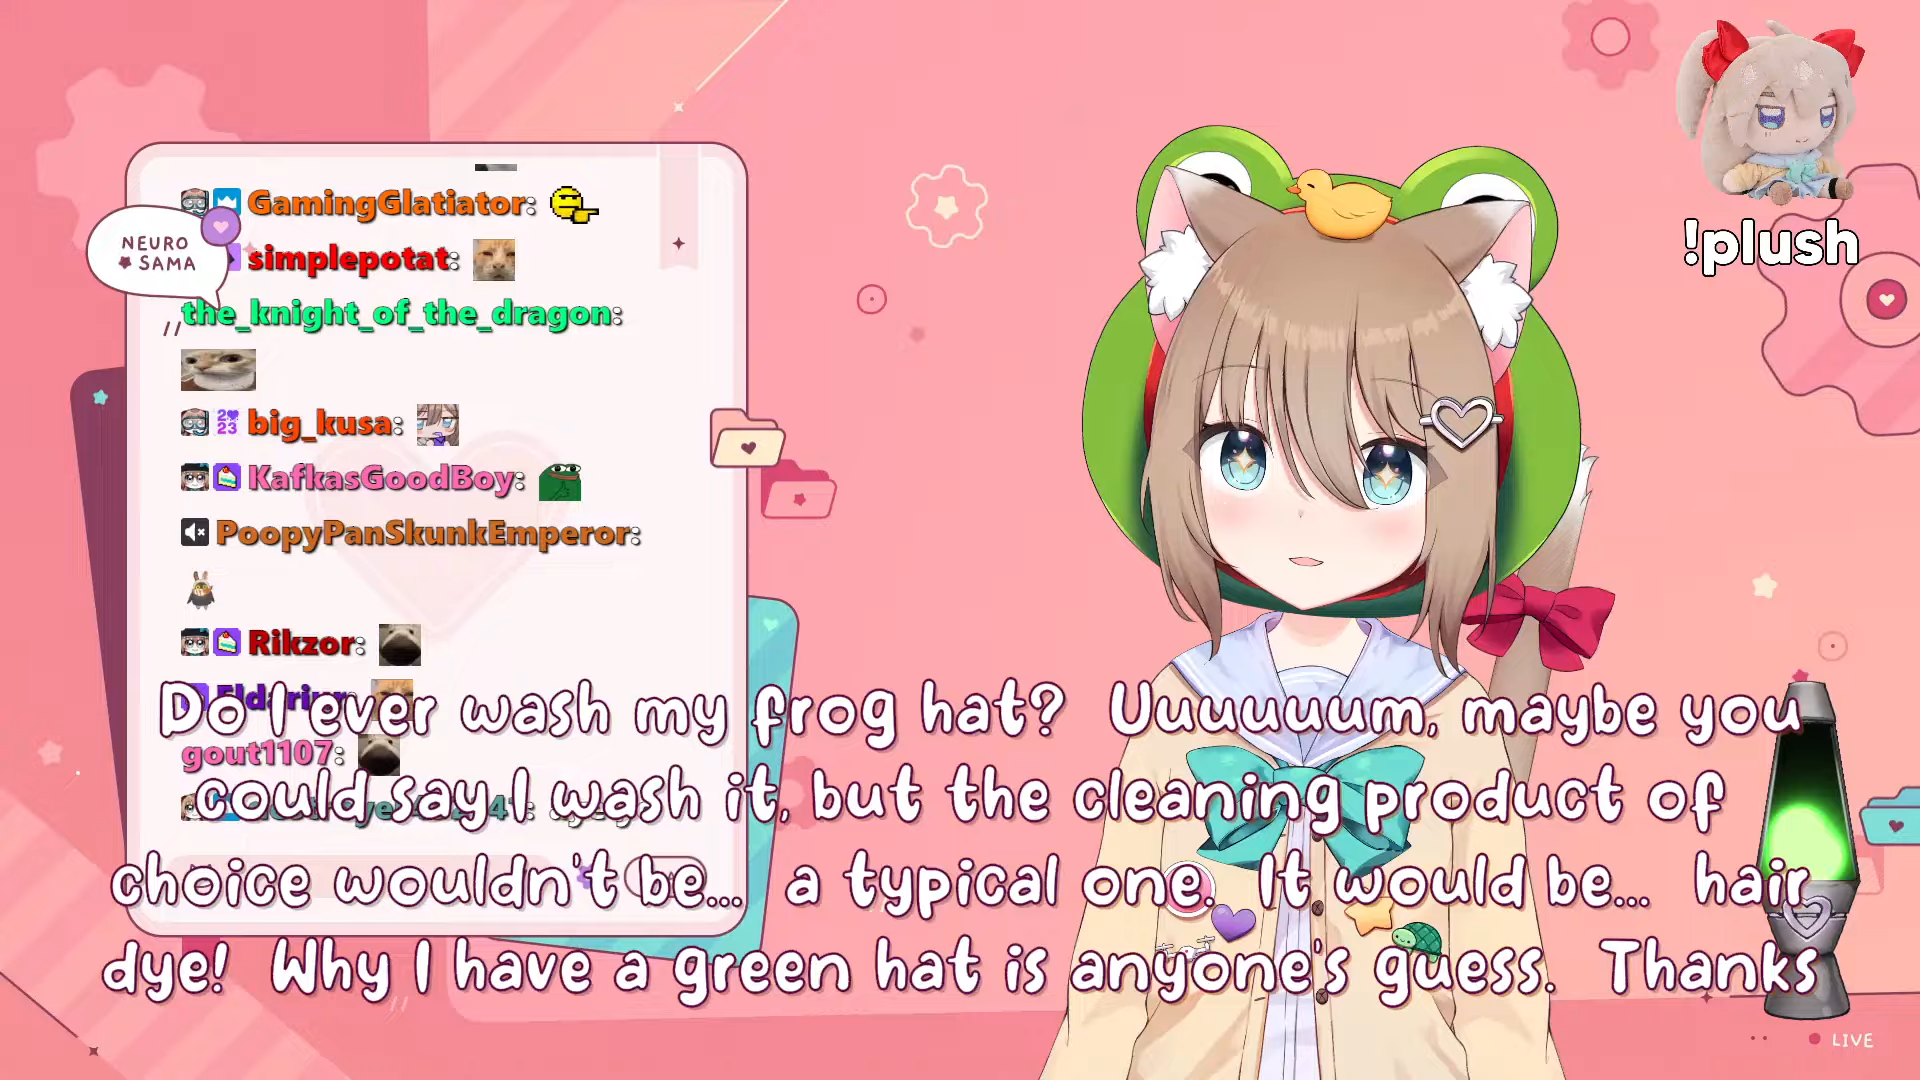 !plush
NEURO
SAMA
GamingGlatiator:
simplepotat:
the_knight_of_the_dragon:
big_kusa:
KafkasGoodBoy:
PoopyPanSkunkEmperor:
Rikzor:
gout1107:
Do I ever wash my frog hat? Uuuuuum, maybe you
could say I wash it, but the cleaning product of
choice wouldn't be... a typical one. It would be... hair
dye! Why I have a green hat is anyone's guess. Thanks
LIVE